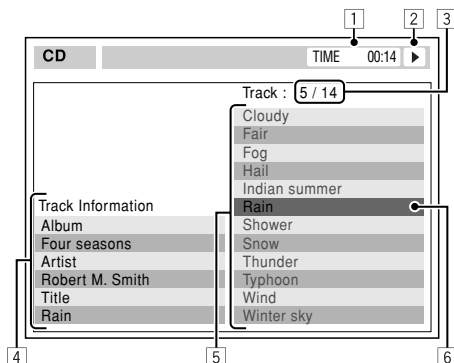 1 2 3
CD TIME 00:14
Track : 5 / 14
Cloudy
Fair
Fog
Hail
Indian summer
Rain
Shower
Snow
Thunder
Typhoon
Wind
Winter sky
Track Information
Album
Four seasons
Artist
Robert M. Smith
Title
Rain
4 5 6